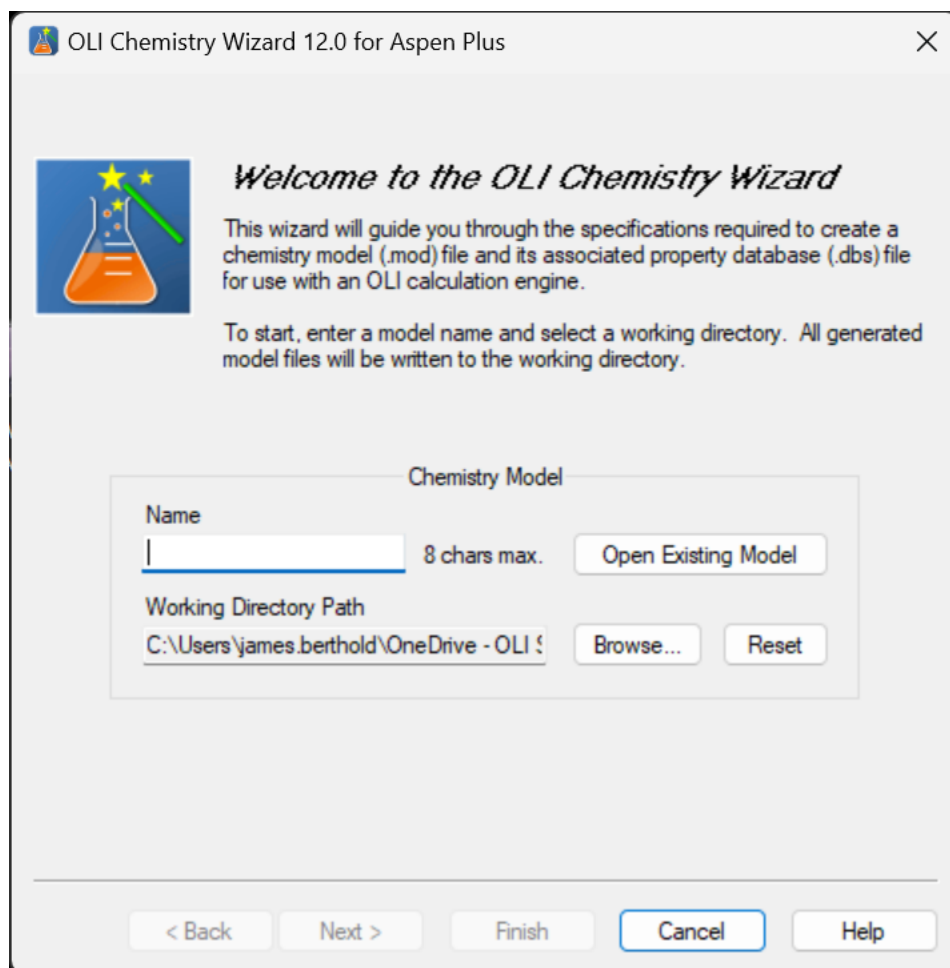 OLI Chemistry Wizard 12.0 for Aspen Plus
Welcome to the OLI Chemistry Wizard
This wizard will guide you through the specifications required to create a
chemistry model (.mod) file and its associated property database (.dbs) file
for use with an OLI calculation engine.
To start, enter a model name and select a working directory. All generated
model files will be written to the working directory.
Chemistry Model
Name
8 chars max. Open Existing Model
Working Directory Path
C:\Users\james.berthold\OneDrive - OLI Browse... Reset
< Back Next > Finish Cancel Help